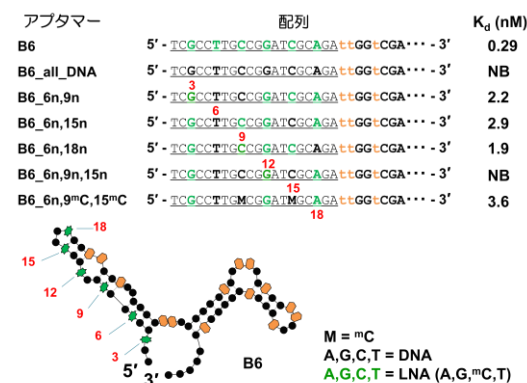 アプタマー 配列 Kd (nM)
B6 5′- TCGCCTTGCCGGATCGCAGAttGGtCGA··· - 3′ 0.29
B6_all_DNA 5′- TCGCCTTGCCGGATCGCAGAttGGtCGA··· - 3′ NB
3
B6_6n,9n 5′- TCGCCTTGCCGGATCGCAGAttGGtCGA··· - 3′ 2.2
6
B6_6n,15n 5′- TCGCCTTGCCGGATCGCAGAttGGtCGA··· - 3′ 2.9
9
B6_6n,18n 5′- TCGCCTTGCCGGATCGCAGAttGGtCGA··· - 3′ 1.9
12
B6_6n,9n,15n 5′- TCGCCTTGCCGGATCGCAGAttGGtCGA··· - 3′ NB
15
B6_6n,9ᵐC,15ᵐC 5′- TCGCCTTGMCGGATMGCAGAttGGtCGA··· - 3′ 3.6
18
18
15
12
9
6
3
5′ 3′
B6
M = ᵐC
A,G,C,T = DNA
A,G,C,T = LNA (A,G,ᵐC,T)